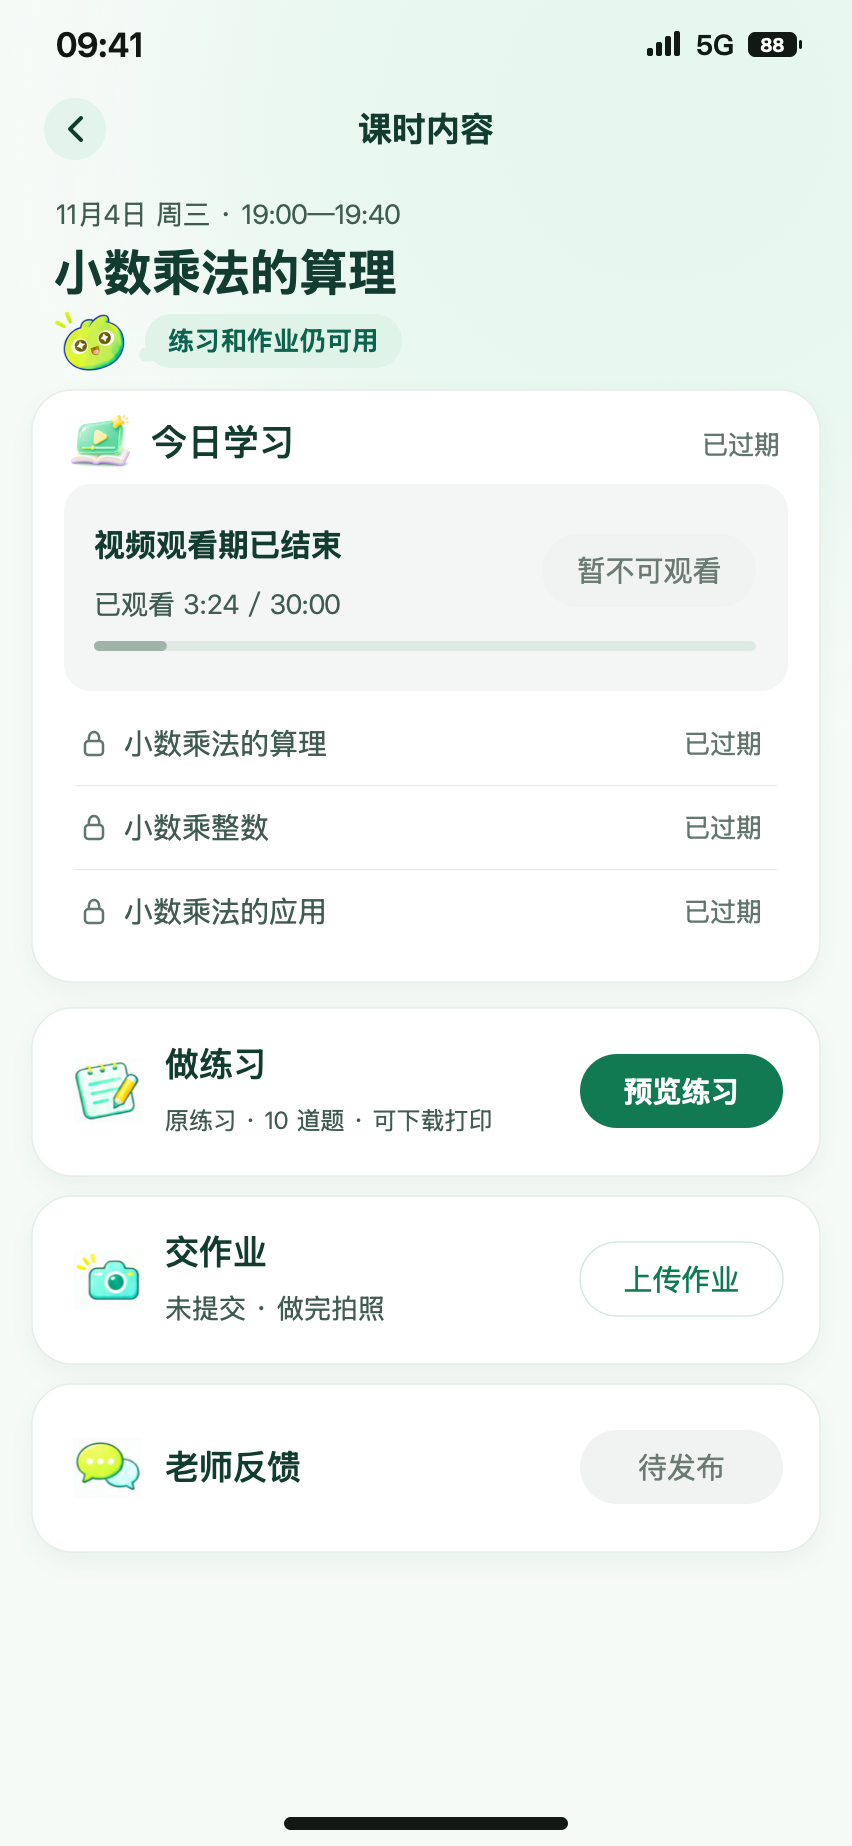 09:41
5G 88
课时内容
11月4日 周三 · 19:00—19:40
小数乘法的算理
练习和作业仍可用
今日学习
已过期
视频观看期已结束
暂不可观看
已观看 3:24 / 30:00
小数乘法的算理
已过期
小数乘整数
已过期
小数乘法的应用
已过期
做练习
原练习 · 10 道题 · 可下载打印
预览练习
交作业
未提交 · 做完拍照
上传作业
老师反馈
待发布